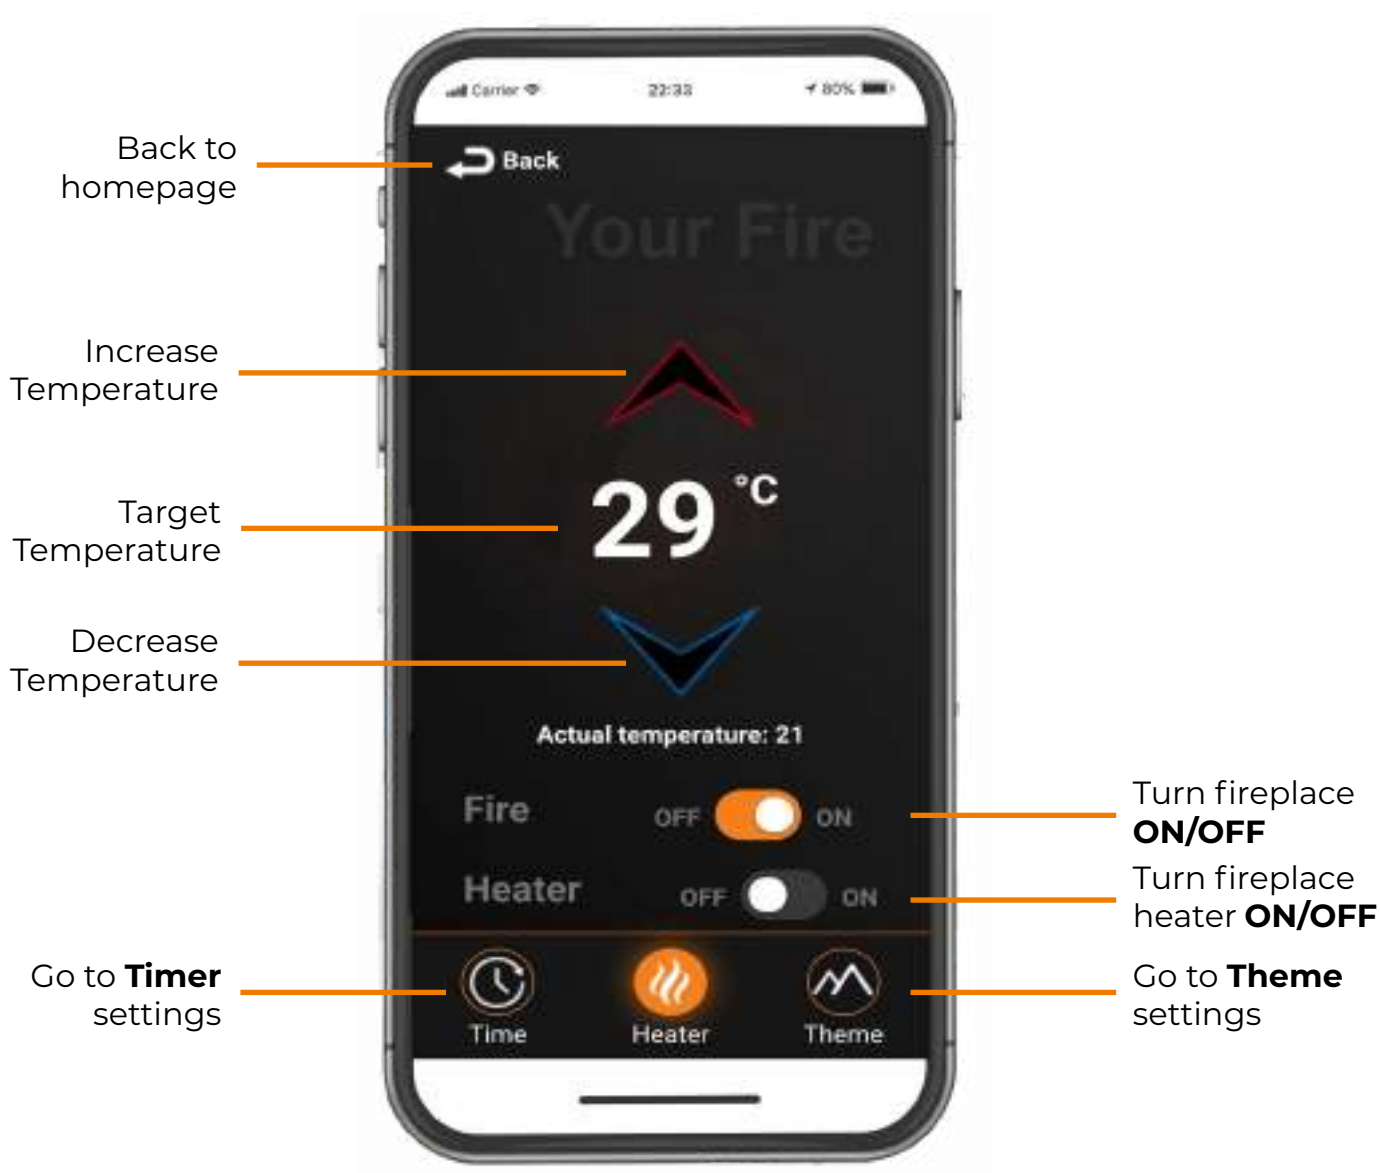 Carrier 22:33 80%
Back to
homepage
Back
Your Fire
Increase
Temperature
29 °C
Target
Temperature
Decrease
Temperature
Actual temperature: 21
Fire OFF ON
Turn fireplace
ON/OFF
Heater OFF ON
Turn fireplace
heater ON/OFF
Go to Timer
settings
Time
Heater
Theme
Go to Theme
settings